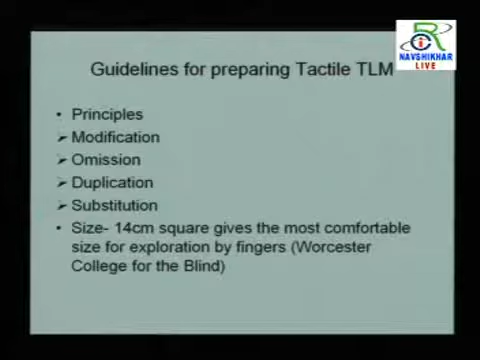 NAVSHIKHAR
LIVE
Guidelines for preparing Tactile TLM
• Principles
➢ Modification
➢ Omission
➢ Duplication
➢ Substitution
• Size- 14cm square gives the most comfortable
size for exploration by fingers (Worcester
College for the Blind)